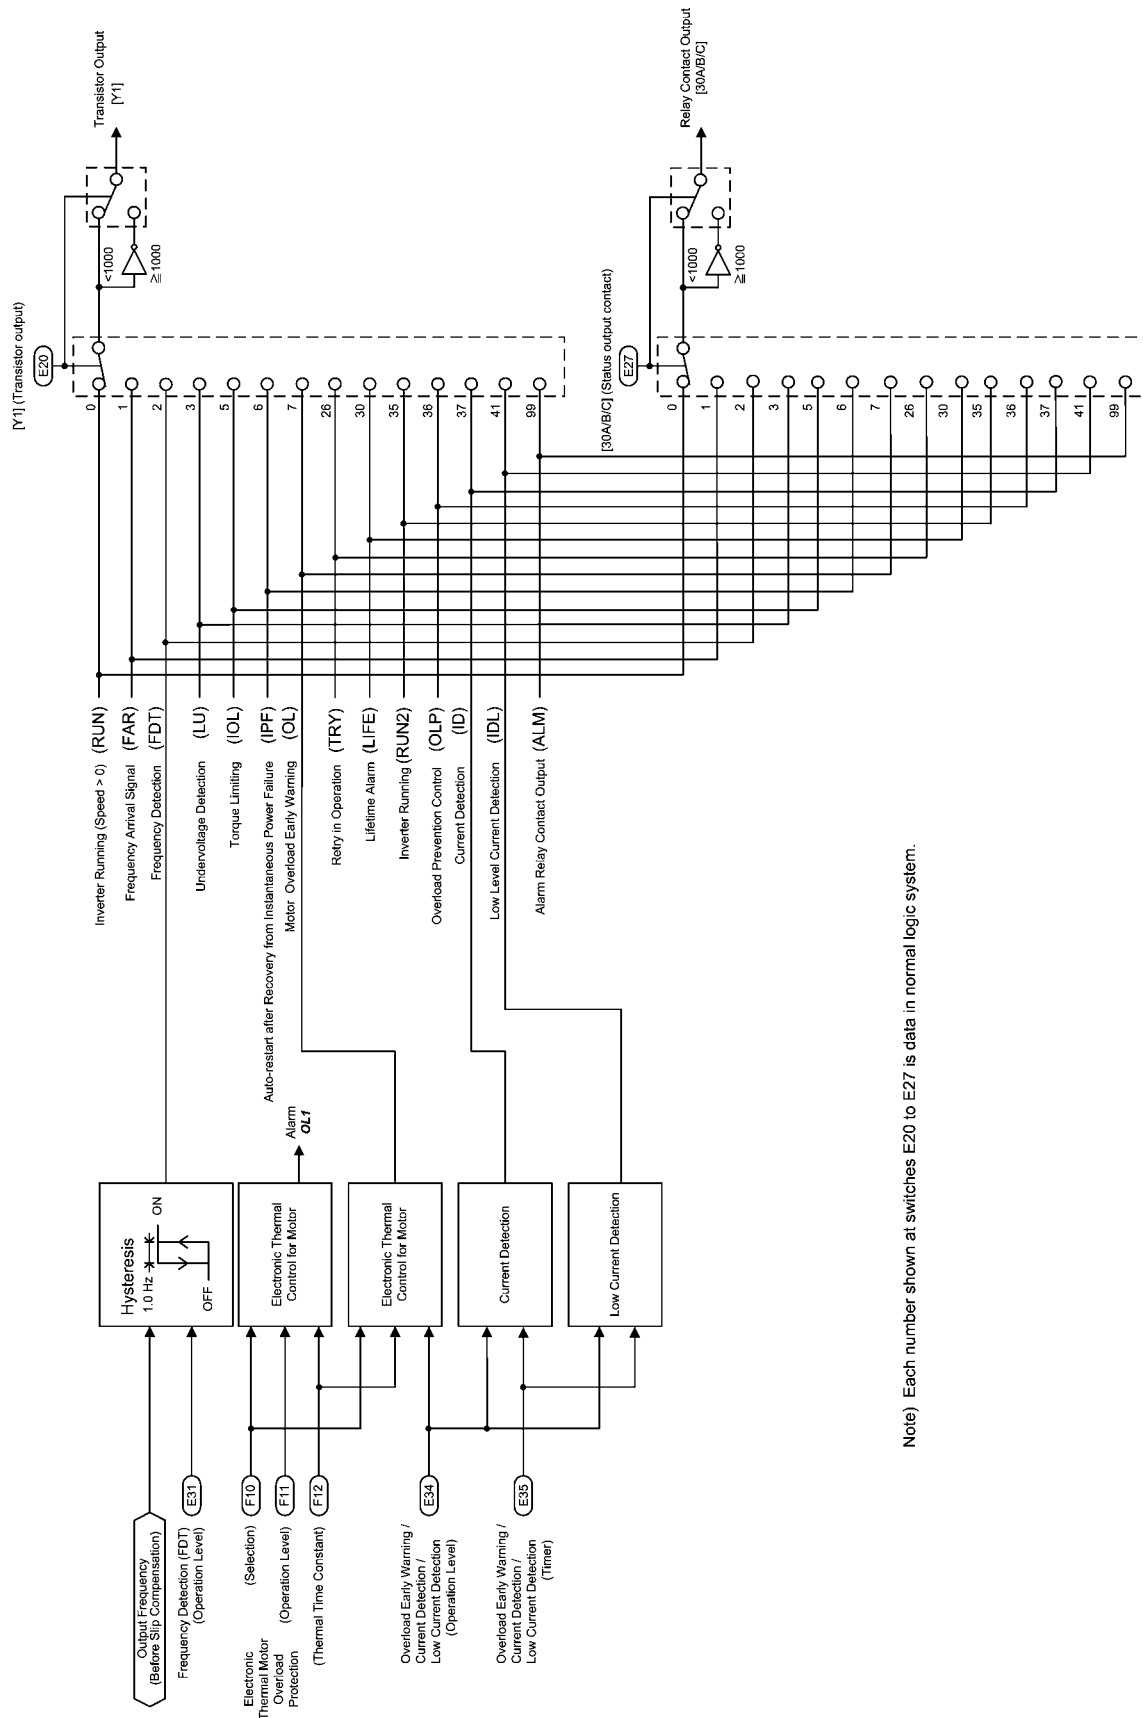 Output Frequency
(Before Slip Compensation)
Frequency Detection (FDT)
(Operation Level)
E31
Electronic
Thermal Motor
Overload
Protection
(Selection)
F10
(Operation Level)
F11
(Thermal Time Constant)
F12
Overload Early Warning /
Current Detection /
Low Current Detection
(Operation Level)
E34
Overload Early Warning /
Current Detection /
Low Current Detection
(Timer)
E35
Hysteresis
1.0 Hz
ON
OFF
Electronic Thermal
Control for Motor
Alarm
OL1
Electronic Thermal
Control for Motor
Current Detection
Low Current Detection
Inverter Running (Speed > 0) (RUN)
Frequency Arrival Signal (FAR)
Frequency Detection (FDT)
Undervoltage Detection (LU)
Torque Limiting (IOL)
Auto-restart after Recovery from Instantaneous Power Failure (IPF)
Motor Overload Early Warning (OL)
Retry in Operation (TRY)
Lifetime Alarm (LIFE)
Inverter Running (RUN2)
Overload Prevention Control (OLP)
Current Detection (ID)
Low Level Current Detection (IDL)
Alarm Relay Contact Output (ALM)
[Y1] (Transistor output)
E20
0
1
2
3
5
6
7
26
30
35
36
37
41
99
<1000
≧1000
Transistor Output
[Y1]
[30A/B/C] (Status output contact)
E27
0
1
2
3
5
6
7
26
30
35
36
37
41
99
<1000
≧1000
Relay Contact Output
[30A/B/C]
Note) Each number shown at switches E20 to E27 is data in normal logic system.